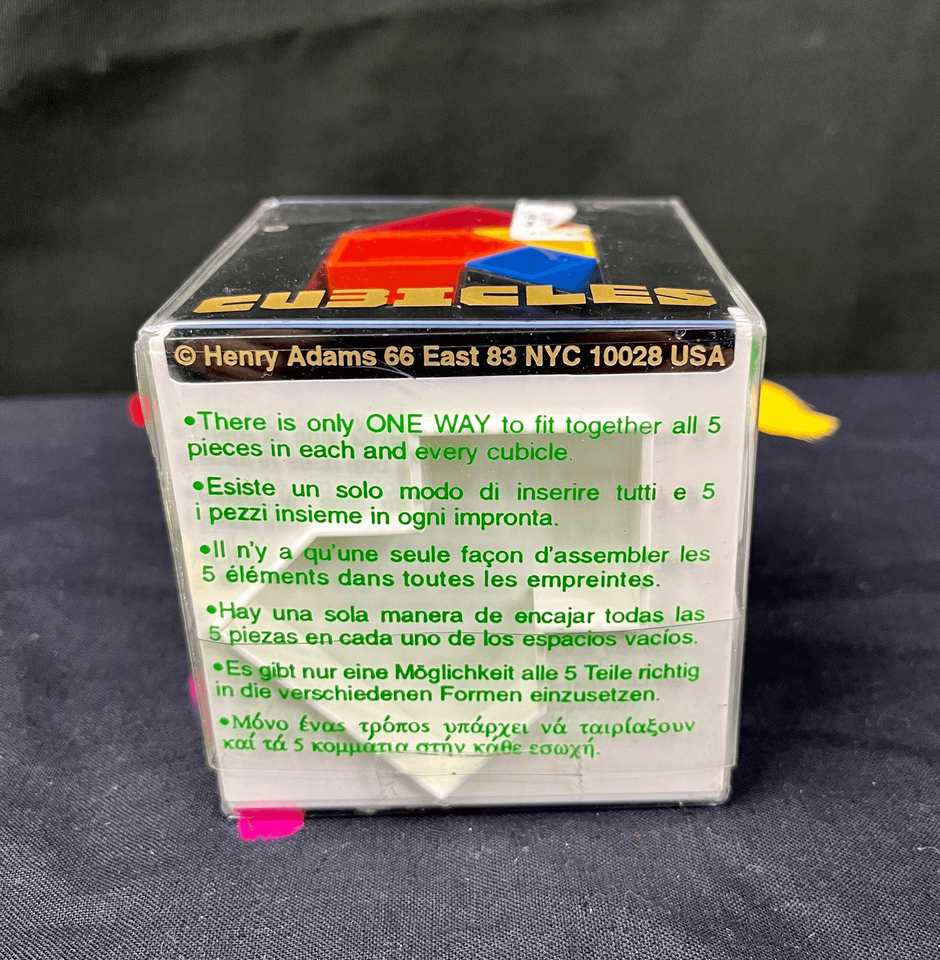 CUBICLES
© Henry Adams 66 East 83 NYC 10028 USA
•There is only ONE WAY to fit together all 5
pieces in each and every cubicle.
•Esiste un solo modo di inserire tutti e 5
i pezzi insieme in ogni impronta.
•Il n'y a qu'une seule façon d'assembler les
5 éléments dans toutes les empreintes.
•Hay una sola manera de encajar todas las
5 piezas en cada uno de los espacios vacíos.
•Es gibt nur eine Möglichkeit alle 5 Teile richtig
in die verschiedenen Formen einzusetzen.
•Μόνο ένας τρόπος υπάρχει νά ταιρίαξουν
καί τά 5 κομμάτια στήν κάθε εσωχή.